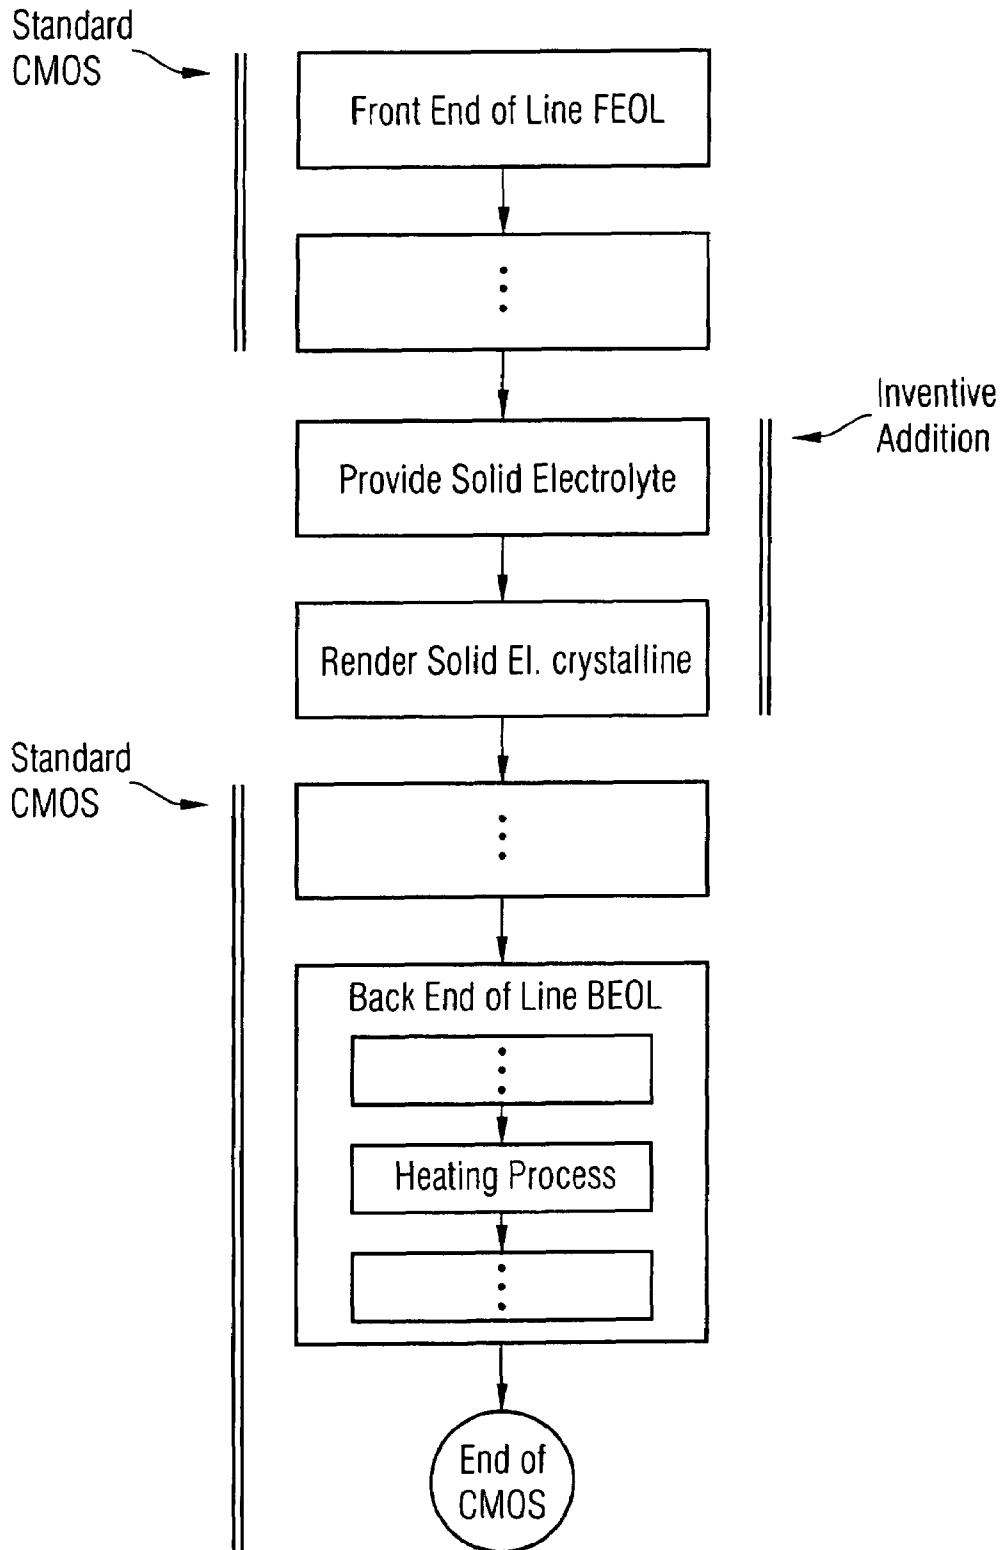 Standard
CMOS
Front End of Line FEOL
Inventive
Addition
Provide Solid Electrolyte
Render Solid El. crystalline
Standard
CMOS
Back End of Line BEOL
Heating Process
End of
CMOS